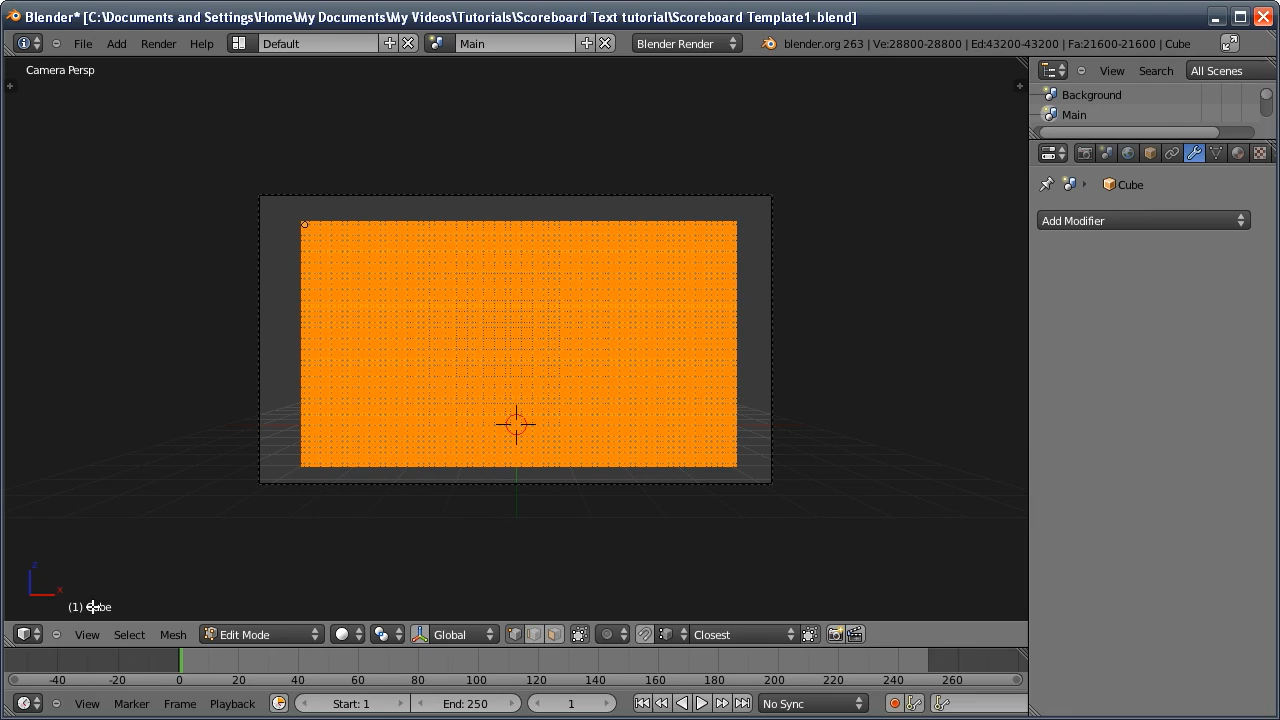 Blender* [C:\Documents and Settings\Home\My Documents\My Videos\Tutorials\Scoreboard Text tutorial\Scoreboard Template1.blend]
File Add Render Help Default Main Blender Render blender.org 263 | Ve:28800-28800 | Ed:43200-43200 | Fa:21600-21600 | Cube
Camera Persp
View Search All Scenes
Background
Main
Cube
Add Modifier
z
x
(1)
View Select Mesh Edit Mode Global Closest
-40 -20 0 20 40 60 80 100 120 140 160 180 200 220 240 260
View Marker Frame Playback Start: 1 End: 250 1 No Sync